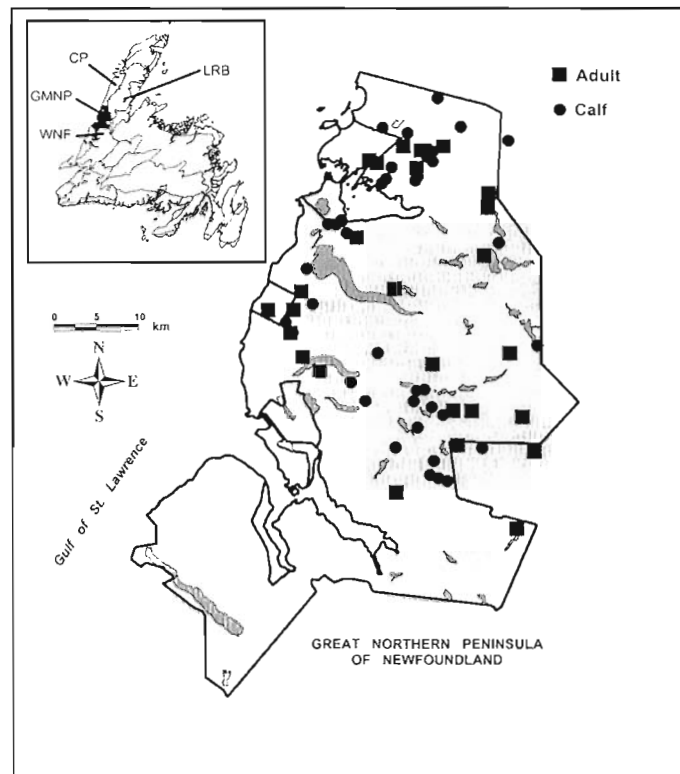 CP
LRB
GMNP
WNF
Adult
Calf
0 5 10 km
N
W E
S
Gulf of St. Lawrence
GREAT NORTHERN PENINSULA
OF NEWFOUNDLAND